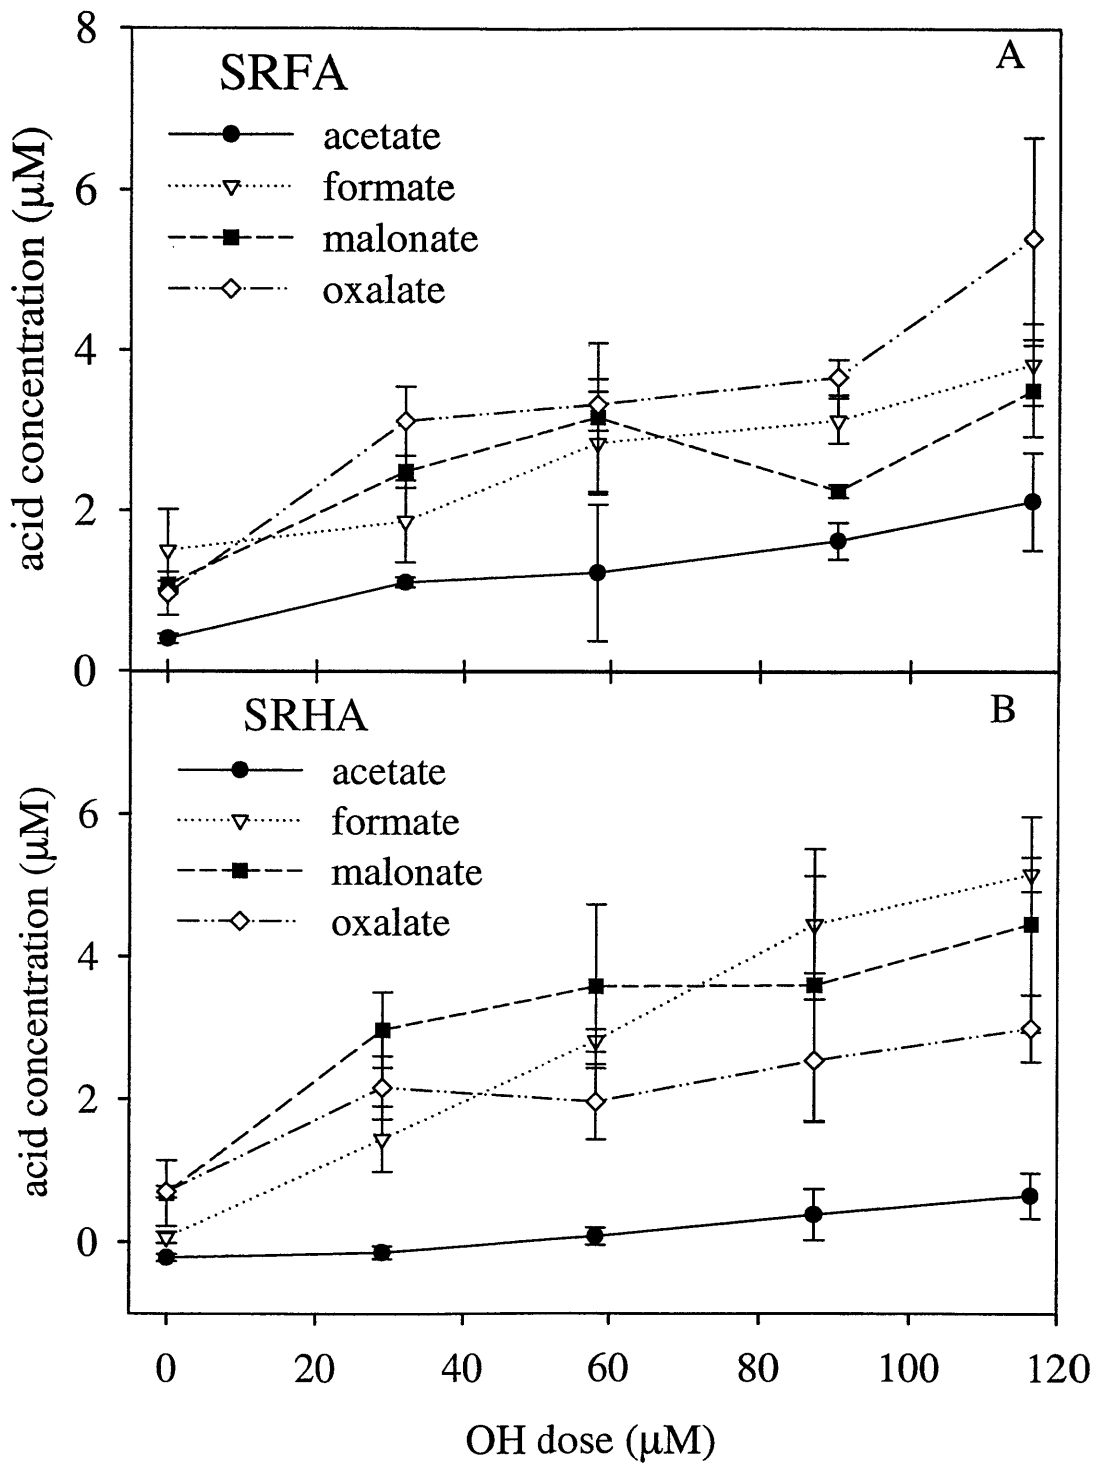 8
A
SRFA
acetate
formate
malonate
oxalate
6
4
2
0
acid concentration (μM)
SRHA
B
acetate
formate
malonate
oxalate
6
4
2
0
acid concentration (μM)
0 20 40 60 80 100 120
OH dose (μM)